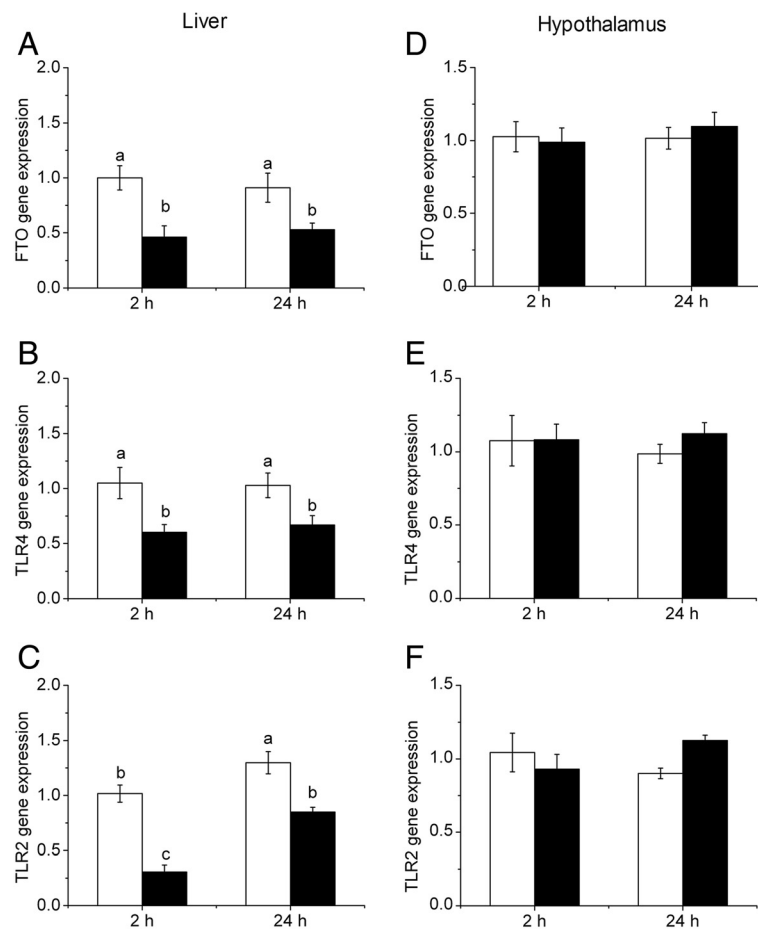 Liver
Hypothalamus
A
FTO gene expression
2.0
1.5
1.0
0.5
0.0
a
b
a
b
2 h
24 h
D
FTO gene expression
1.5
1.0
0.5
0.0
2 h
24 h
B
TLR4 gene expression
2.0
1.5
1.0
0.5
0.0
a
b
a
b
2 h
24 h
E
TLR4 gene expression
1.5
1.0
0.5
0.0
2 h
24 h
C
TLR2 gene expression
2.0
1.5
1.0
0.5
0.0
b
c
a
b
2 h
24 h
F
TLR2 gene expression
1.5
1.0
0.5
0.0
2 h
24 h